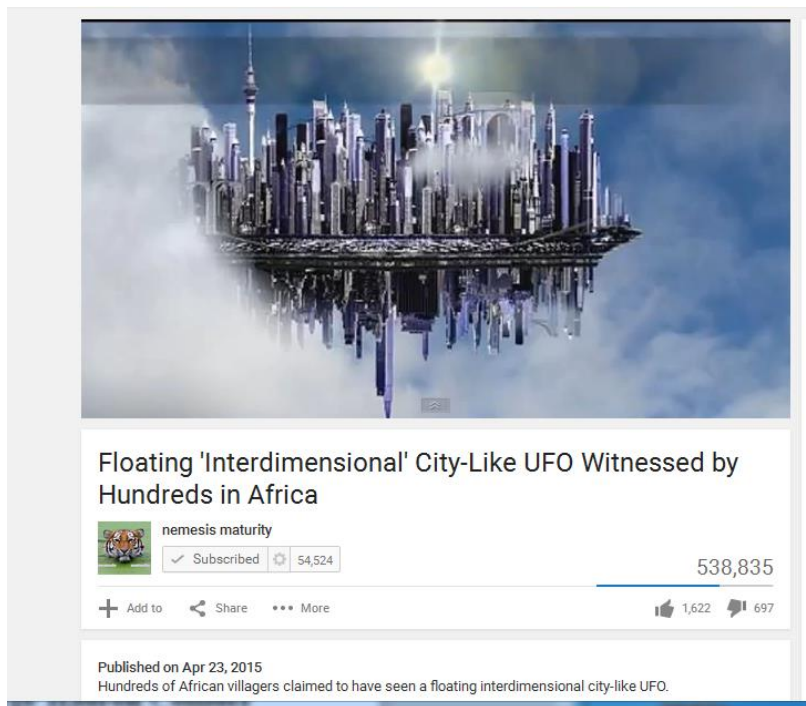 Floating 'Interdimensional' City-Like UFO Witnessed by
Hundreds in Africa
nemesis maturity
Subscribed 54,524
538,835
Add to Share More 1,622 697
Published on Apr 23, 2015
Hundreds of African villagers claimed to have seen a floating interdimensional city-like UFO.